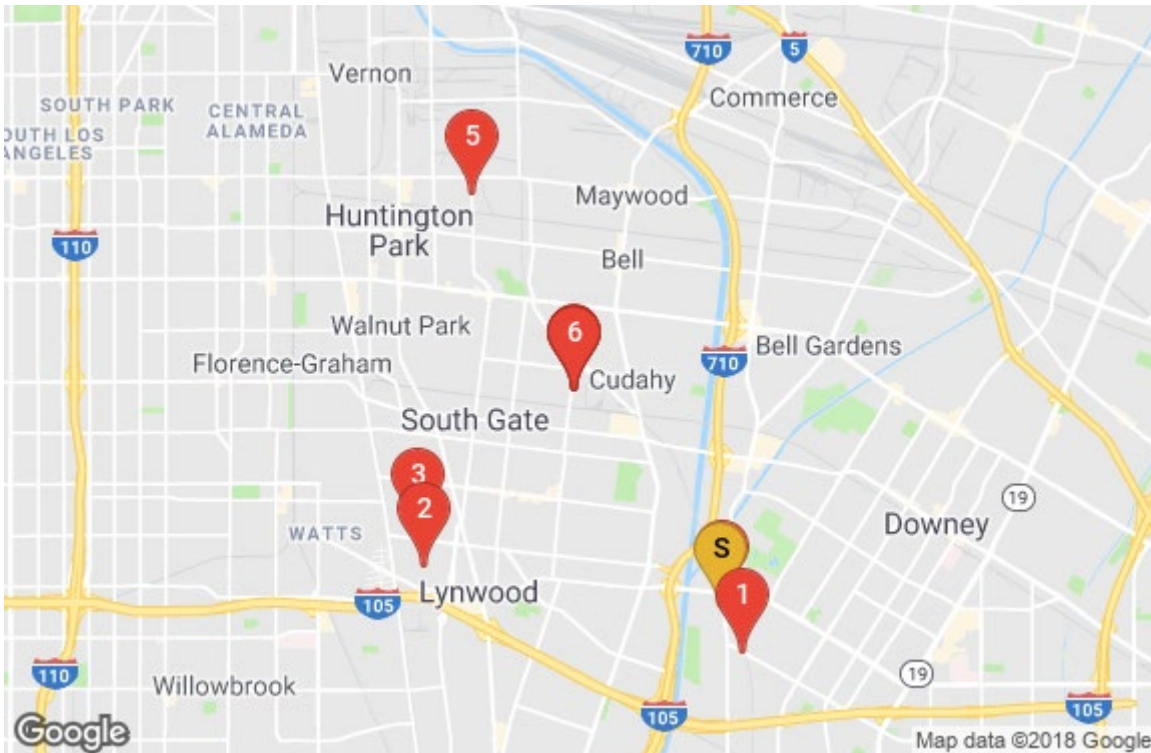 710
5
Vernon
Commerce
SOUTH PARK
CENTRAL
ALAMEDA
OUTH LOS
ANGELES
5
Maywood
Huntington
Park
110
Bell
Walnut Park
6
Bell Gardens
710
Florence-Graham
Cudahy
South Gate
3
19
2
Downey
WATTS
S
Lynwood
1
105
110
Willowbrook
19
105
105
Google
Map data ©2018 Google